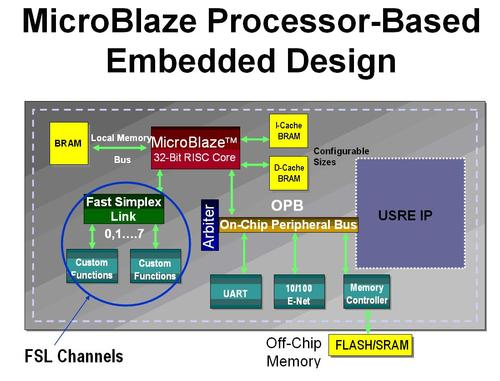 MicroBlaze Processor-Based
Embedded Design
BRAM
Local Memory
Bus
MicroBlaze™
32-Bit RISC Core
I-Cache
BRAM
D-Cache
BRAM
Configurable
Sizes
Fast Simplex
Link
0,1....7
Custom
Functions
Custom
Functions
Arbiter
OPB
On-Chip Peripheral Bus
USRE IP
UART
10/100
E-Net
Memory
Controller
FSL Channels
Off-Chip
Memory
FLASH/SRAM